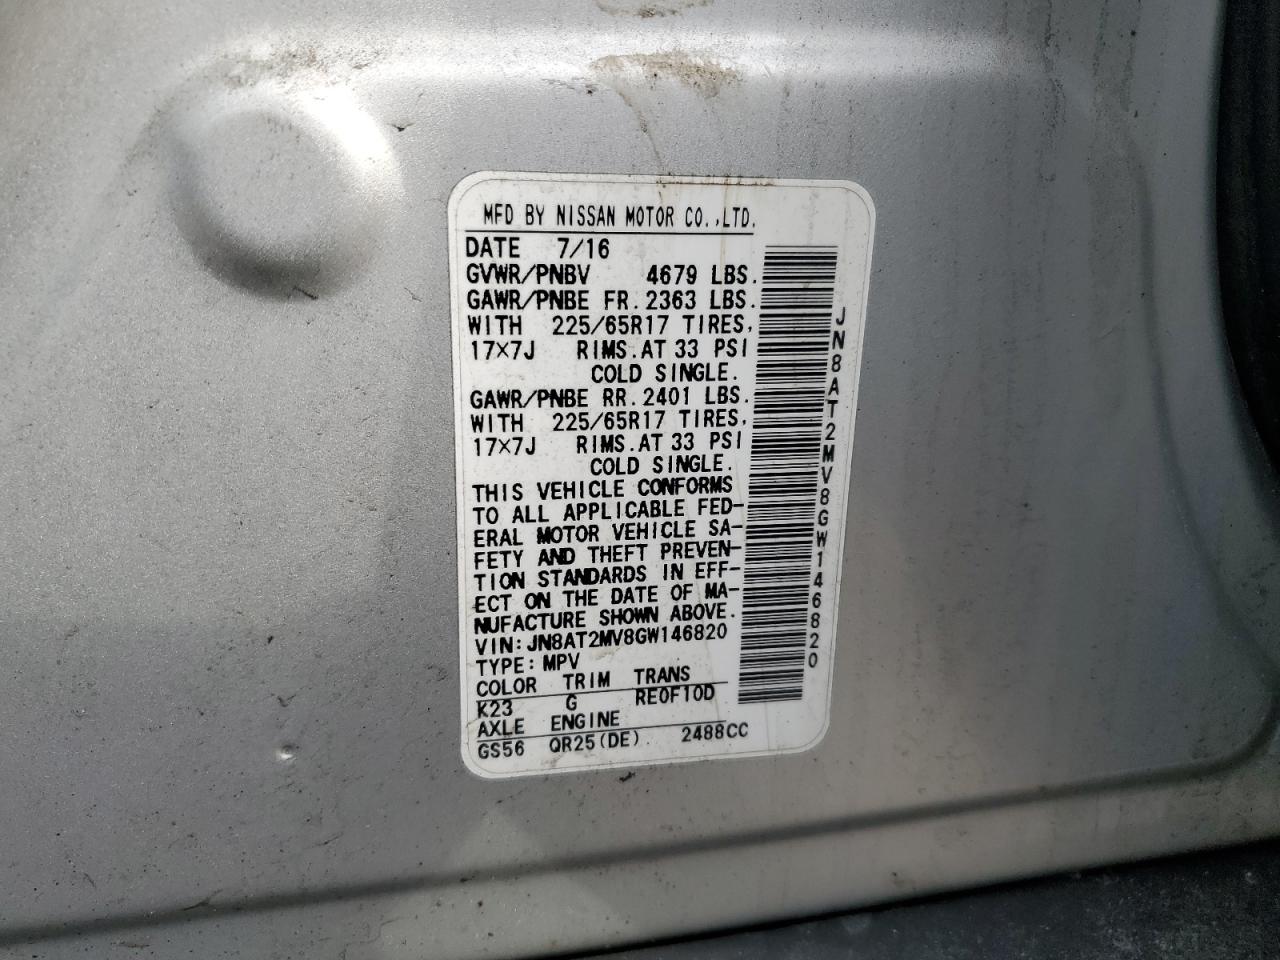 MFD BY NISSAN MOTOR CO.,LTD.
DATE 7/16
GVWR/PNBV 4679 LBS.
GAWR/PNBE FR. 2363 LBS.
WITH 225/65R17 TIRES,
17×7J RIMS. AT 33 PSI
COLD SINGLE.
GAWR/PNBE RR. 2401 LBS.
WITH 225/65R17 TIRES,
17×7J RIMS. AT 33 PSI
COLD SINGLE.
THIS VEHICLE CONFORMS
TO ALL APPLICABLE FED-
ERAL MOTOR VEHICLE SA-
FETY AND THEFT PREVEN-
TION STANDARDS IN EFF-
ECT ON THE DATE OF MA-
NUFACTURE SHOWN ABOVE.
VIN: JN8AT2MV8GW146820
TYPE: MPV
COLOR TRIM TRANS
K23 G RE0F10D
AXLE ENGINE
GS56 QR25(DE) 2488CC
JN8AT2MV8GW146820